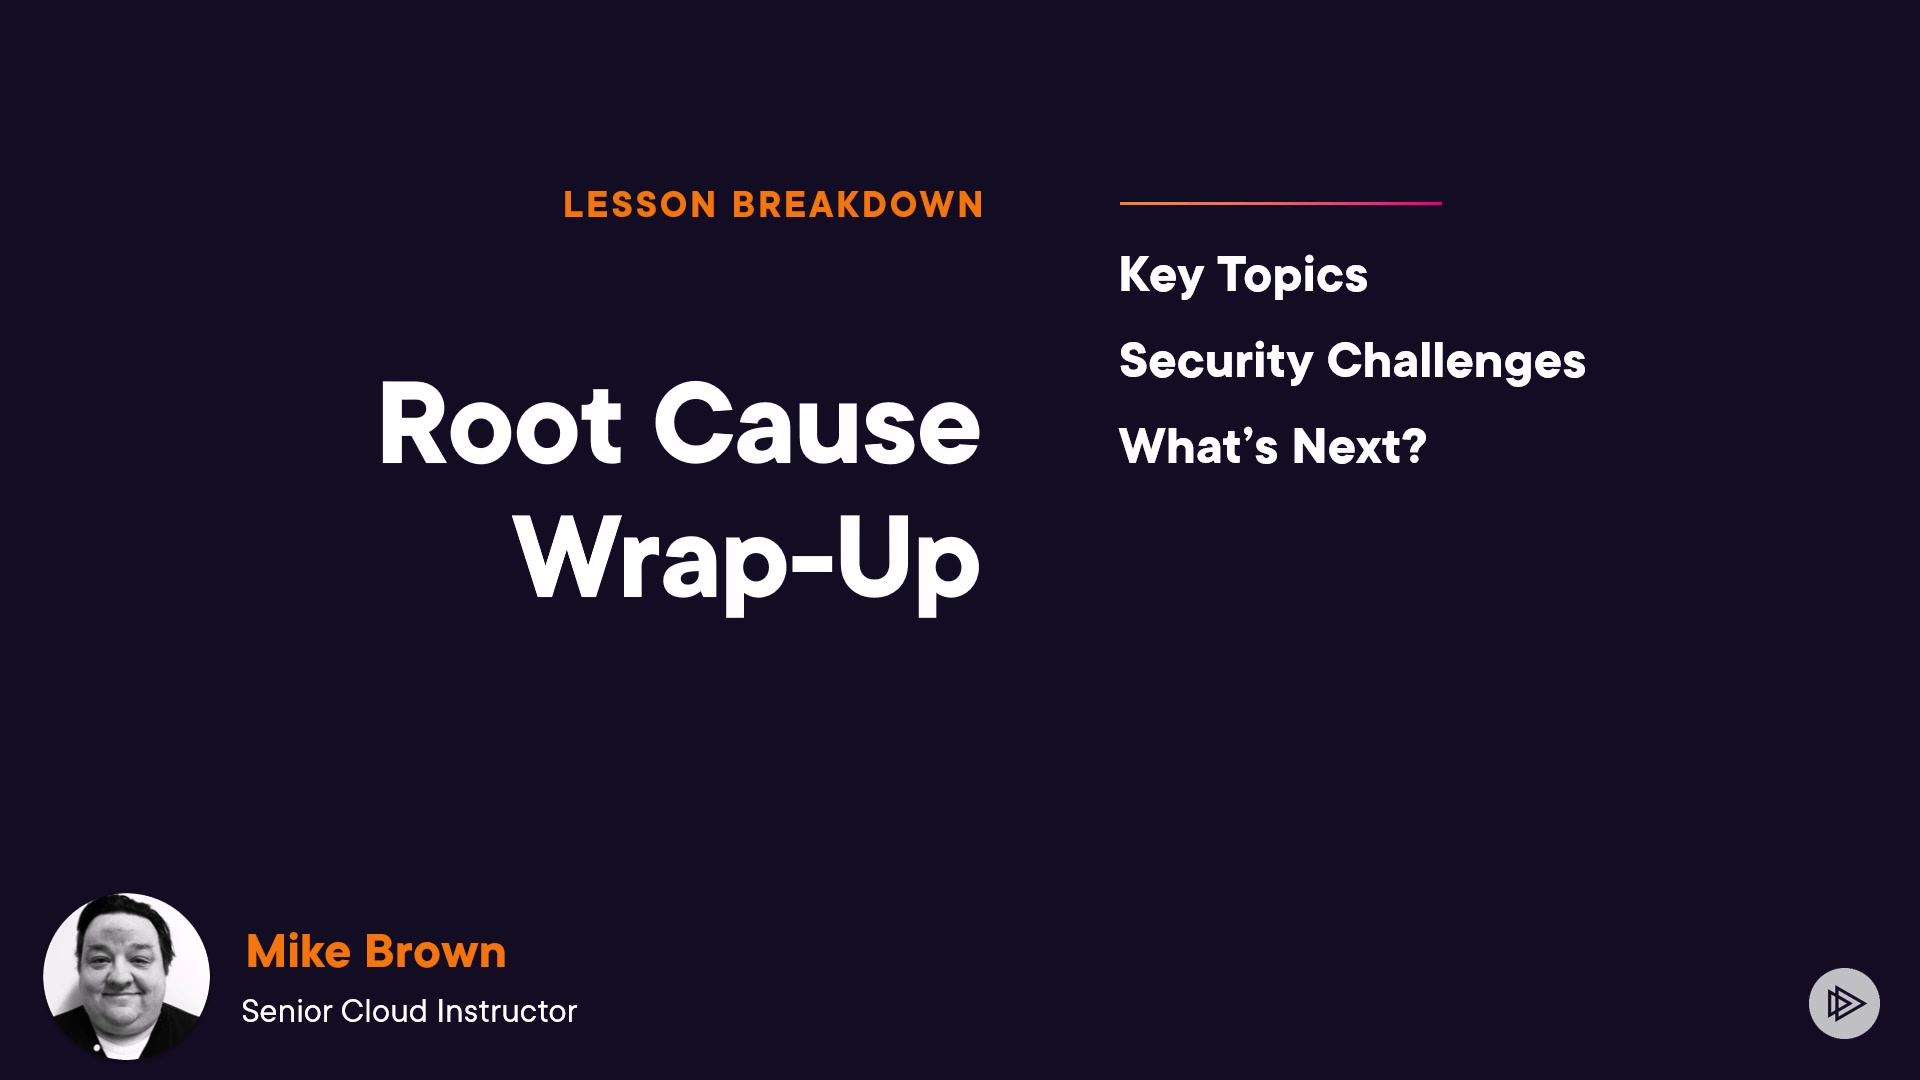 LESSON BREAKDOWN
Root Cause
Wrap-Up
Key Topics
Security Challenges
What’s Next?
Mike Brown
Senior Cloud Instructor